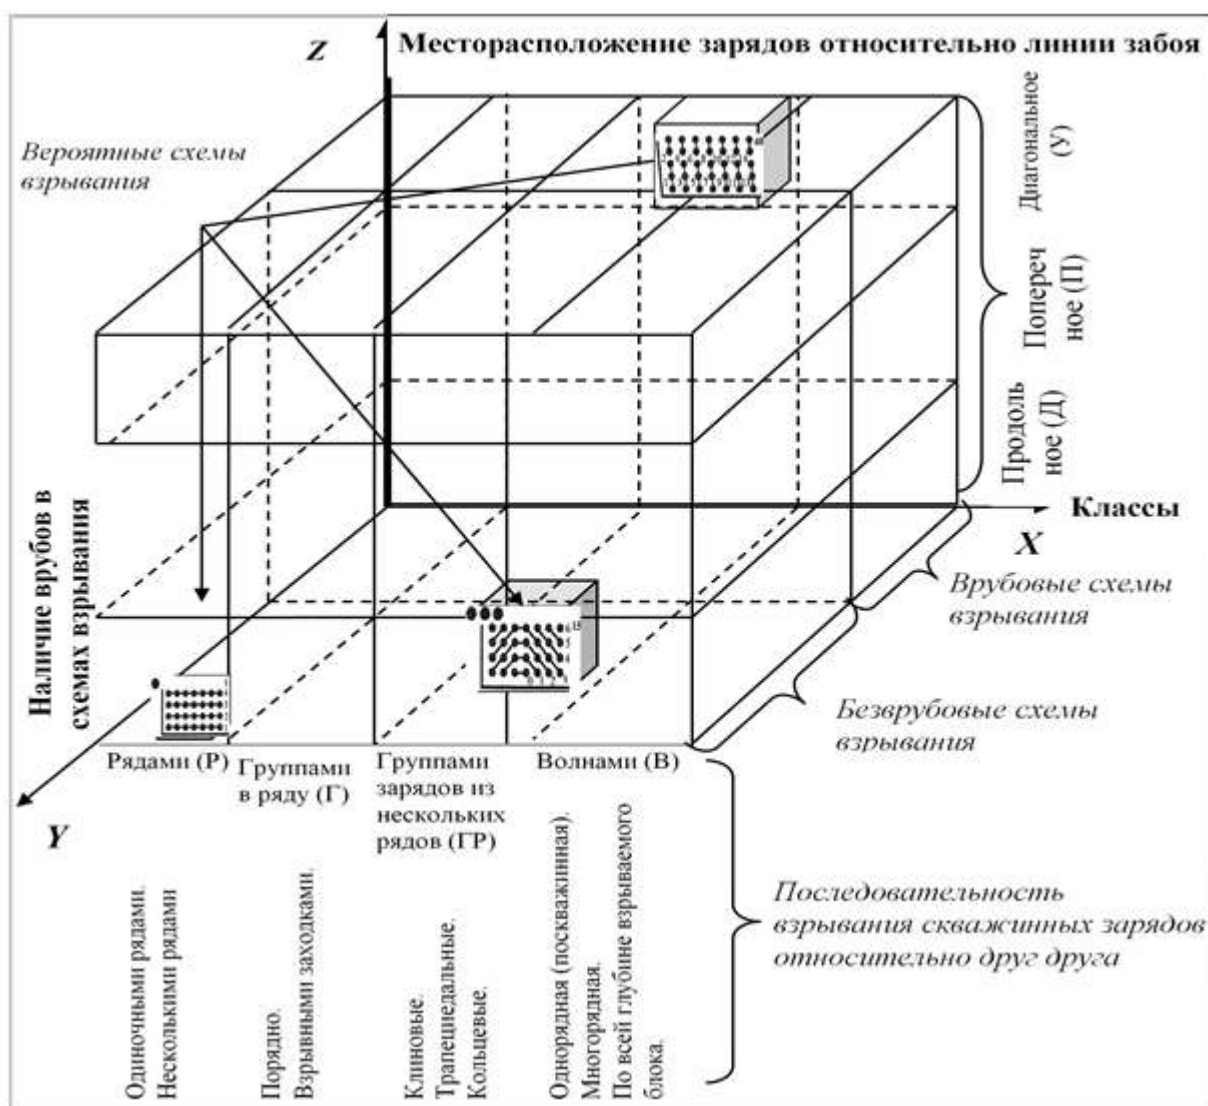 Z
Месторасположение зарядов относительно линии забоя
Вероятные схемы
взрывания
Диагональное
(У)
Попереч
ное (П)
Продоль
ное (Д)
Классы
X
Врубовые схемы
взрывания
Безврубовые схемы
взрывания
Наличие врубов в
схемах взрывания
Y
Рядами (Р)
Группами
в ряду (Г)
Группами
зарядов из
нескольких
рядов (ГР)
Волнами (В)
Одиночными рядами.
Несколькими рядами
Порядно.
Взрывными заходками.
Клиновые.
Трапециедальные.
Кольцевые.
Однорядная (поскважинная).
Многорядная.
По всей глубине взрываемого
блока.
Последовательность
взрывания скважинных зарядов
относительно друг друга